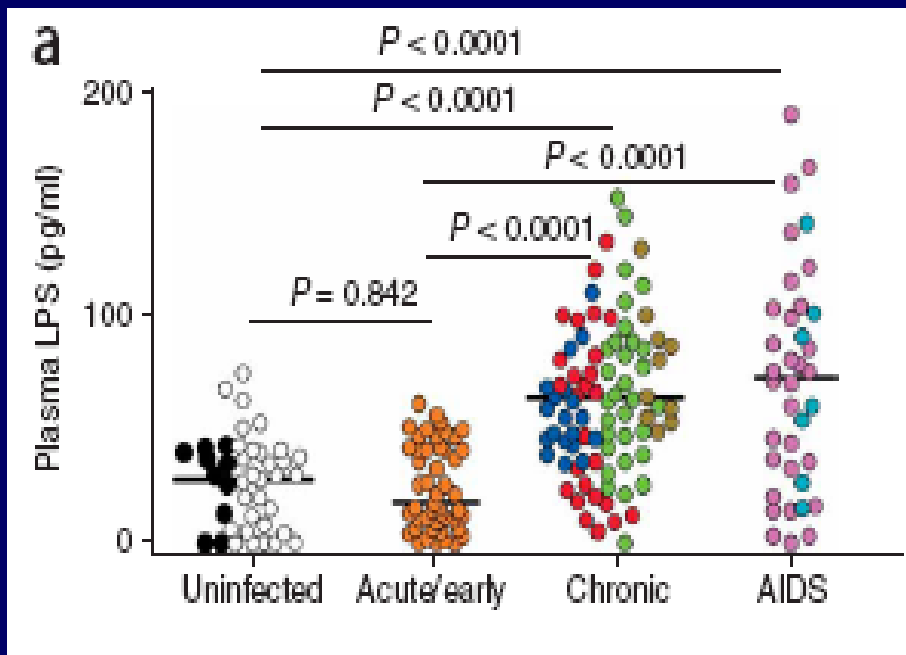 a
P < 0.0001
P < 0.0001
P < 0.0001
P < 0.0001
P = 0.842
Plasma LPS (pg/ml)
200
100
0
Uninfected Acute/early Chronic AIDS